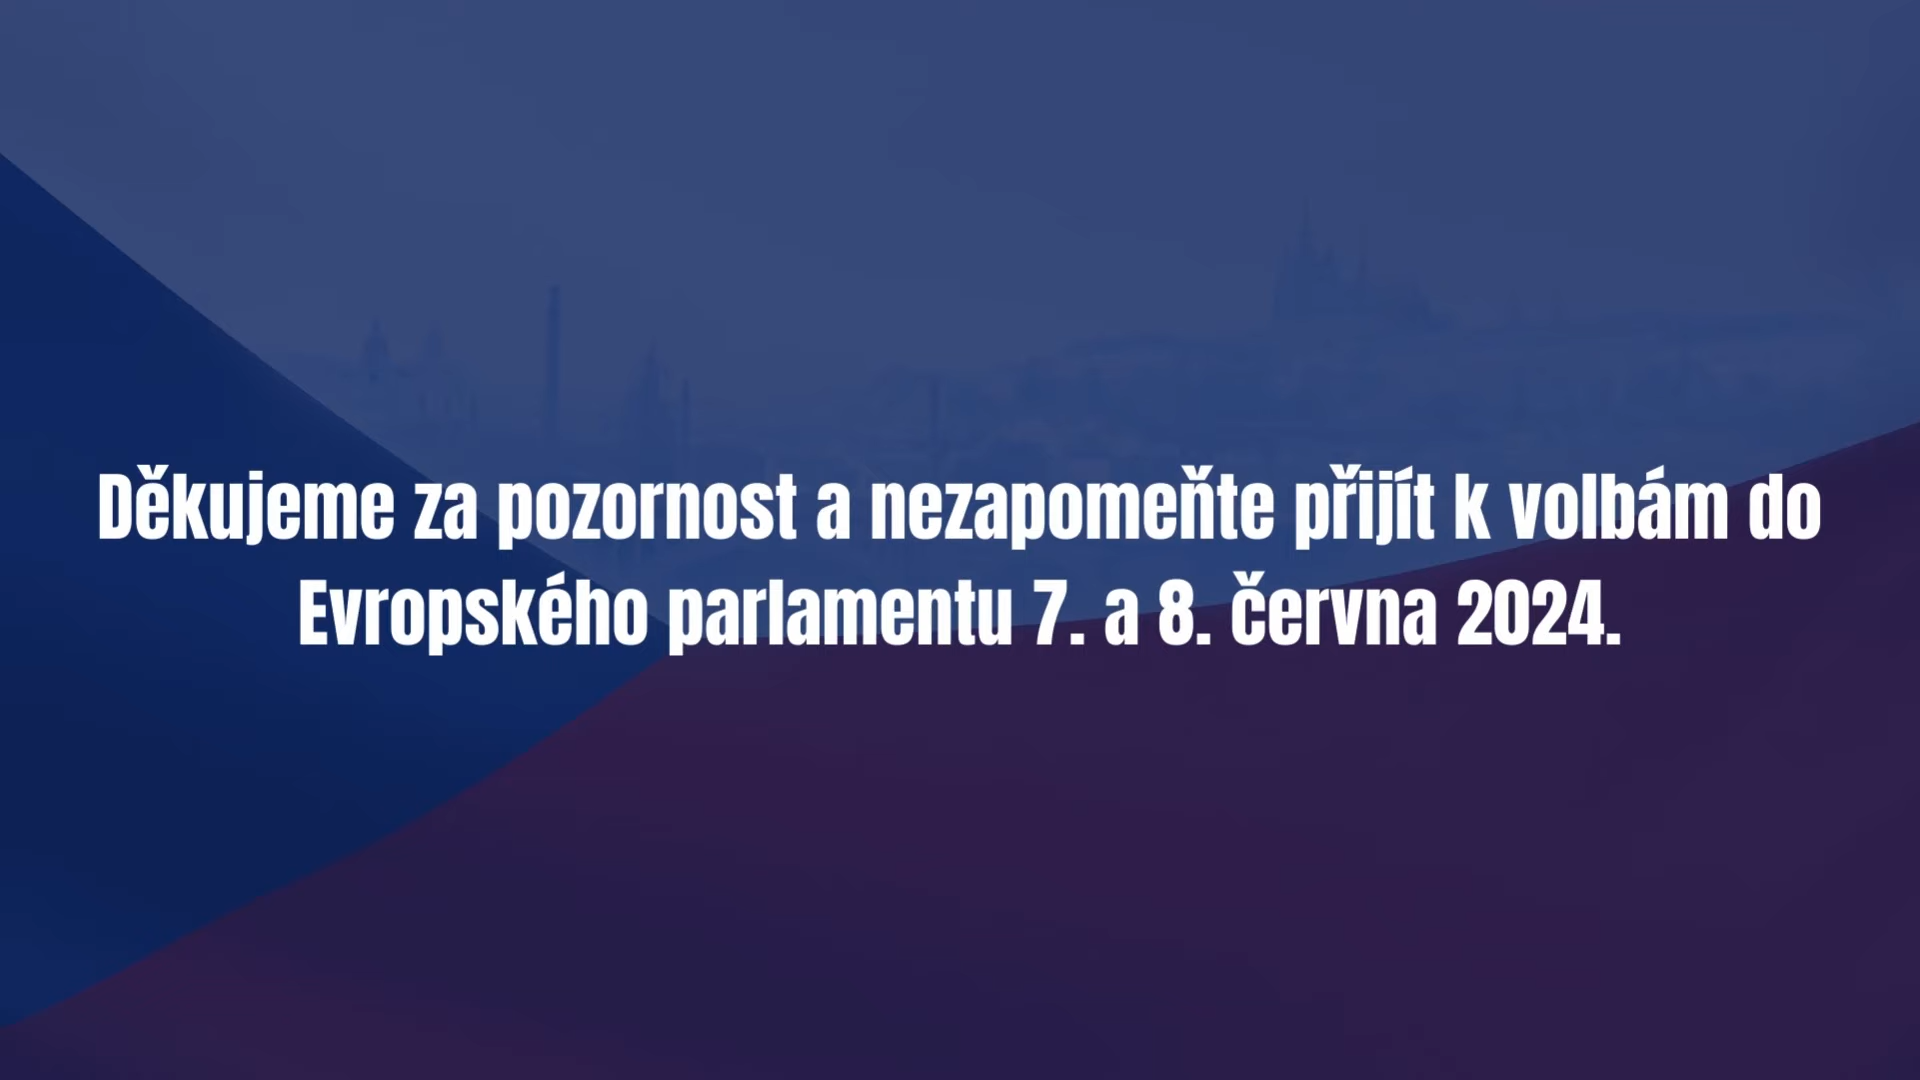 Děkujeme za pozornost a nezapomeňte přijít k volbám do
Evropského parlamentu 7. a 8. června 2024.